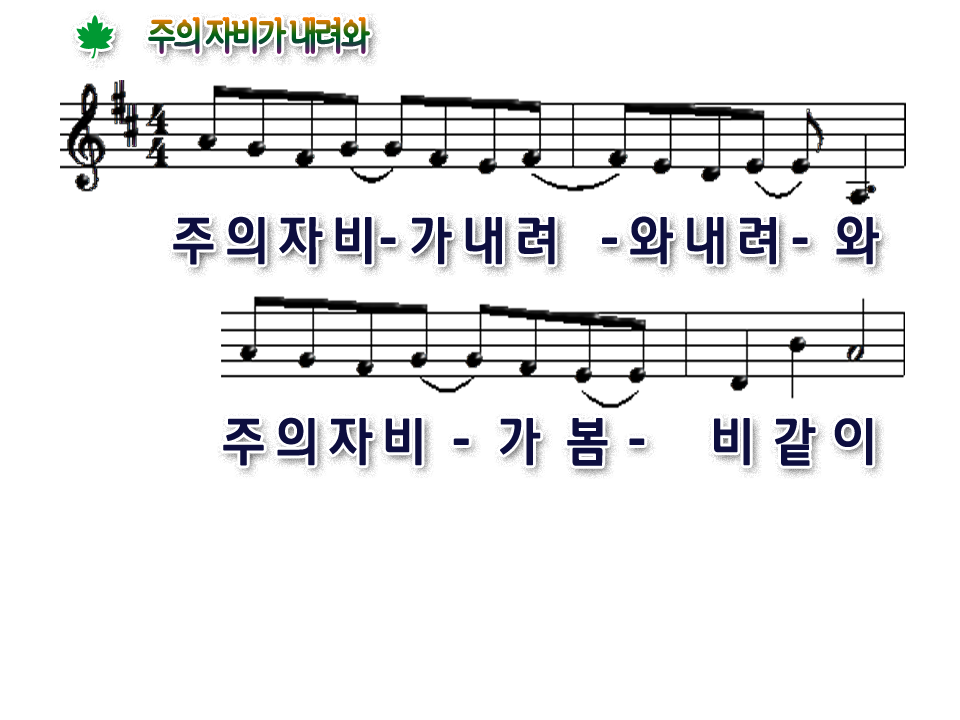 주의 자비가 내려와
주의자비-가내려 -와내려- 와
주의자비 - 가 봄 - 비 같 이